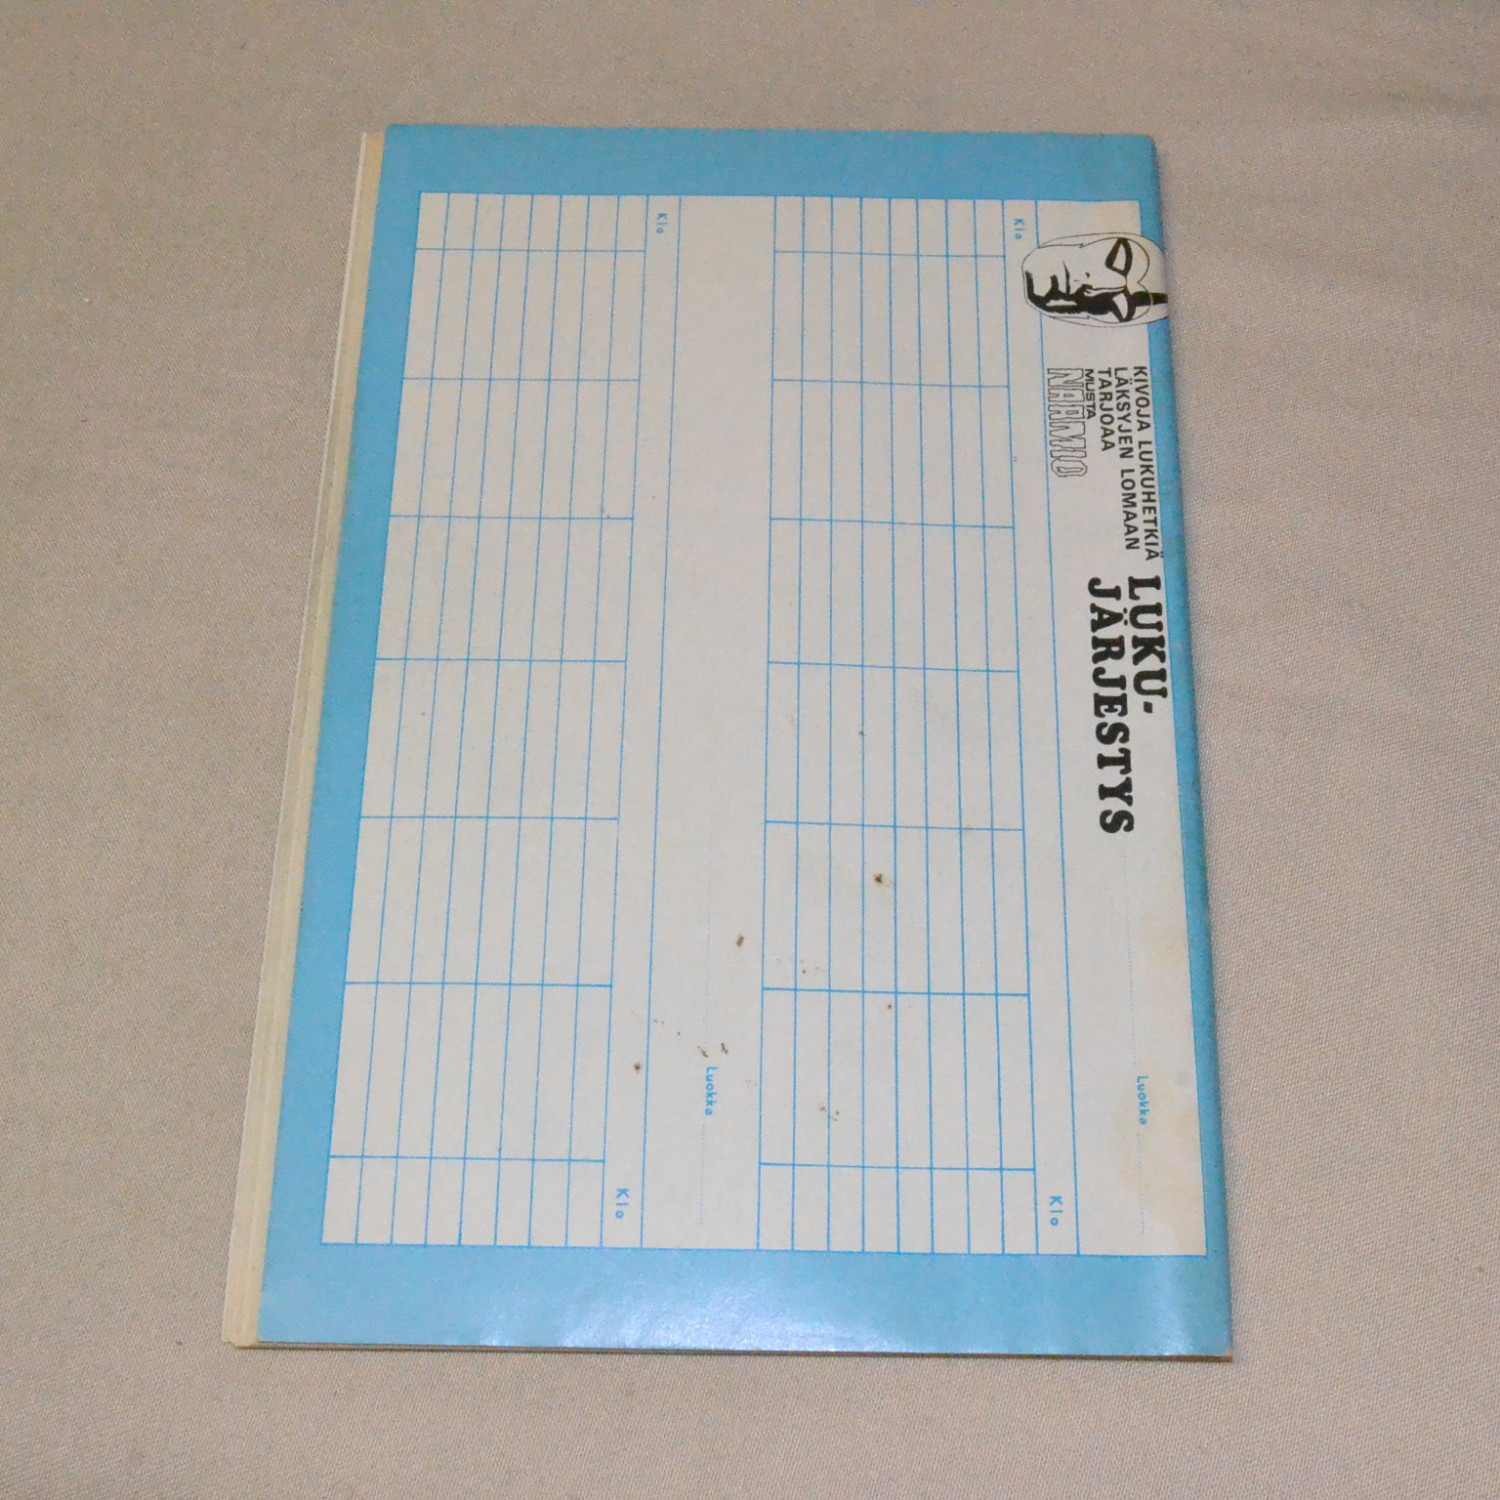 KIVOJA LUKUHETKIÄ
LÄKSYJEN LOMAAN
TARJOAA
MUSTA
NAAMIO
LUKU-
JÄRJESTYS
Luokka
Klo
Klo
Luokka
Klo
Klo